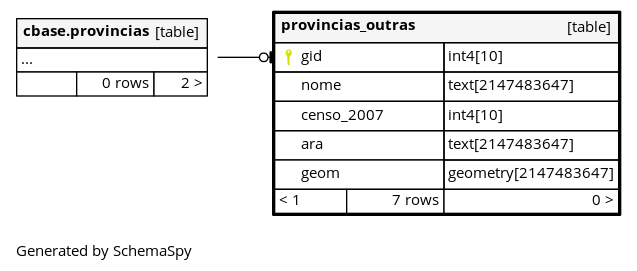 cbase.provincias [table]
...
0 rows 2 >
provincias_outras [table]
gid int4[10]
nome text[2147483647]
censo_2007 int4[10]
ara text[2147483647]
geom geometry[2147483647]
< 1 7 rows 0 >
Generated by SchemaSpy